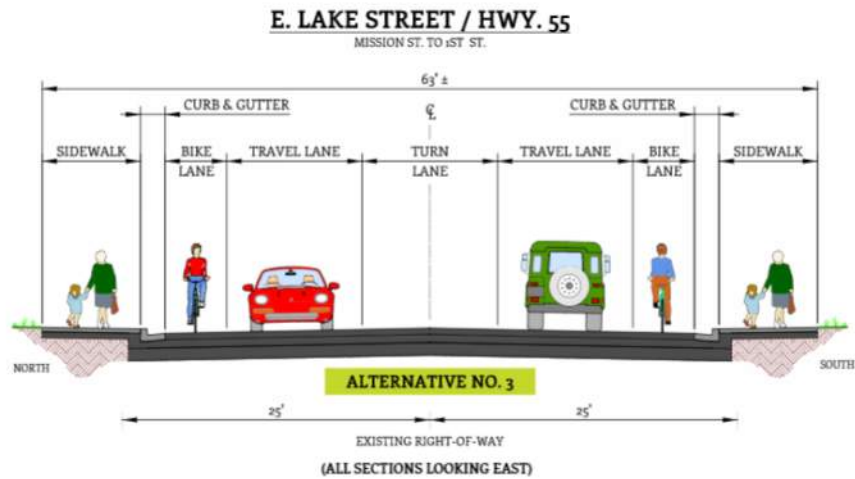 E. LAKE STREET / HWY. 55
MISSION ST. TO 1ST ST.
63' ±
CURB & GUTTER
CURB & GUTTER
℄
SIDEWALK
BIKE
LANE
TRAVEL LANE
TURN
LANE
TRAVEL LANE
BIKE
LANE
SIDEWALK
NORTH
SOUTH
ALTERNATIVE NO. 3
25'
25'
EXISTING RIGHT-OF-WAY
(ALL SECTIONS LOOKING EAST)